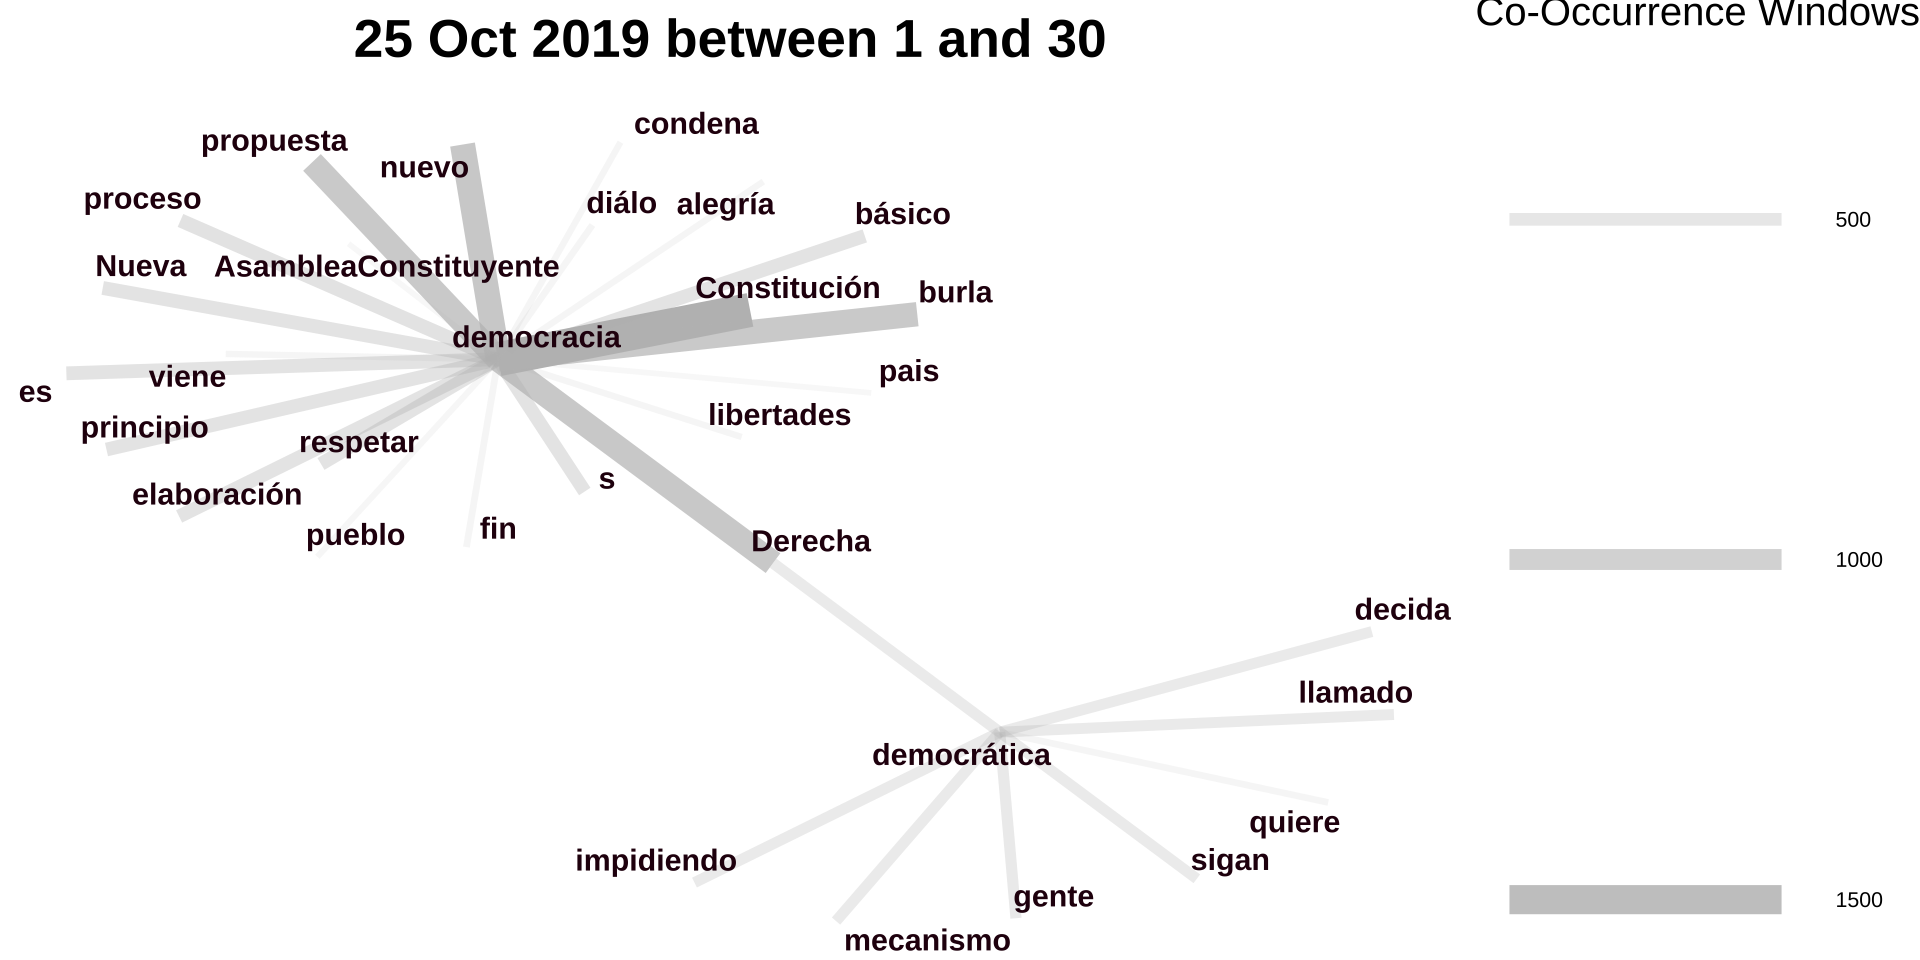 25 Oct 2019 between 1 and 30
Co-Occurrence Windows
condena
propuesta
nuevo
proceso
diálo
alegría
básico
500
Nueva
AsambleaConstituyente
Constitución
burla
democracia
pais
es
viene
libertades
principio
respetar
s
elaboración
fin
pueblo
Derecha
1000
decida
llamado
democrática
quiere
impidiendo
sigan
gente
1500
mecanismo